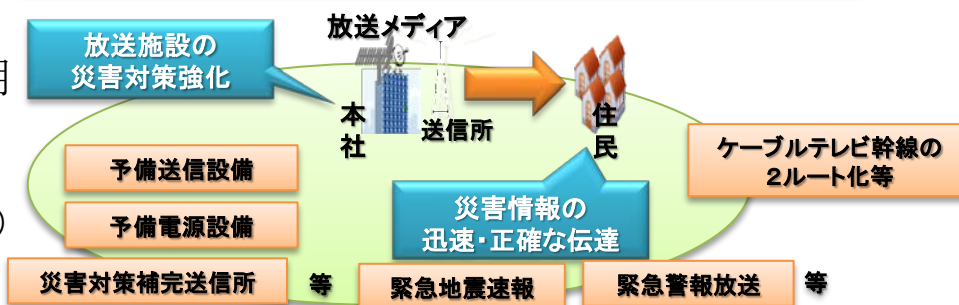 放送メディア
放送施設の
災害対策強化
本社
送信所
住民
ケーブルテレビ幹線の
２ルート化等
予備送信設備
予備電源設備
災害情報の
迅速・正確な伝達
災害対策補完送信所
等
緊急地震速報
緊急警報放送
等